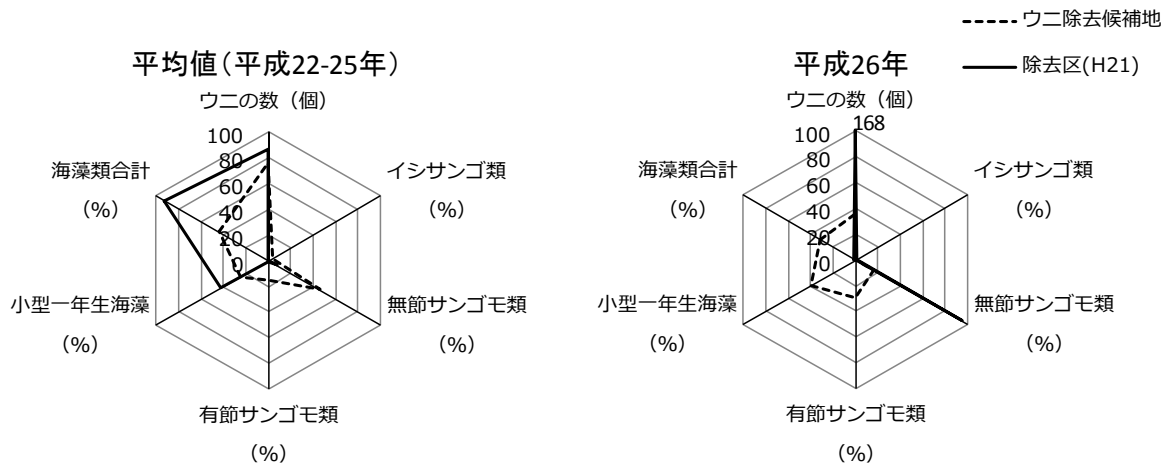 ウニ除去候補地
除去区(H21)
平均値（平成22-25年）
ウニの数（個）
100
80
60
40
20
0
イシサンゴ類
（%）
無節サンゴモ類
（%）
有節サンゴモ類
（%）
小型一年生海藻
（%）
海藻類合計
（%）
平成26年
ウニの数（個）
168
100
80
60
40
20
0
イシサンゴ類
（%）
無節サンゴモ類
（%）
有節サンゴモ類
（%）
小型一年生海藻
（%）
海藻類合計
（%）